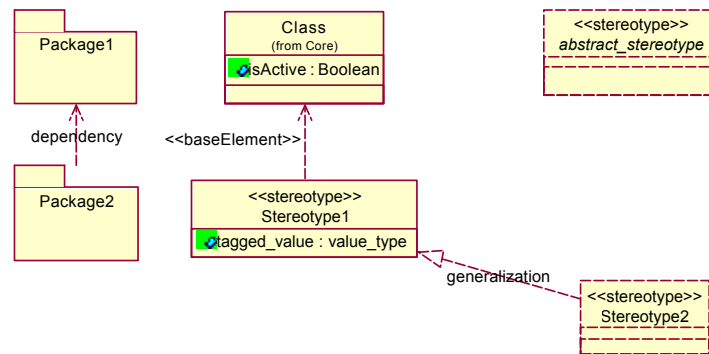 Package1
Class
(from Core)
isActive : Boolean
<<stereotype>>
abstract_stereotype
dependency
<<baseElement>>
Package2
<<stereotype>>
Stereotype1
tagged_value : value_type
generalization
<<stereotype>>
Stereotype2